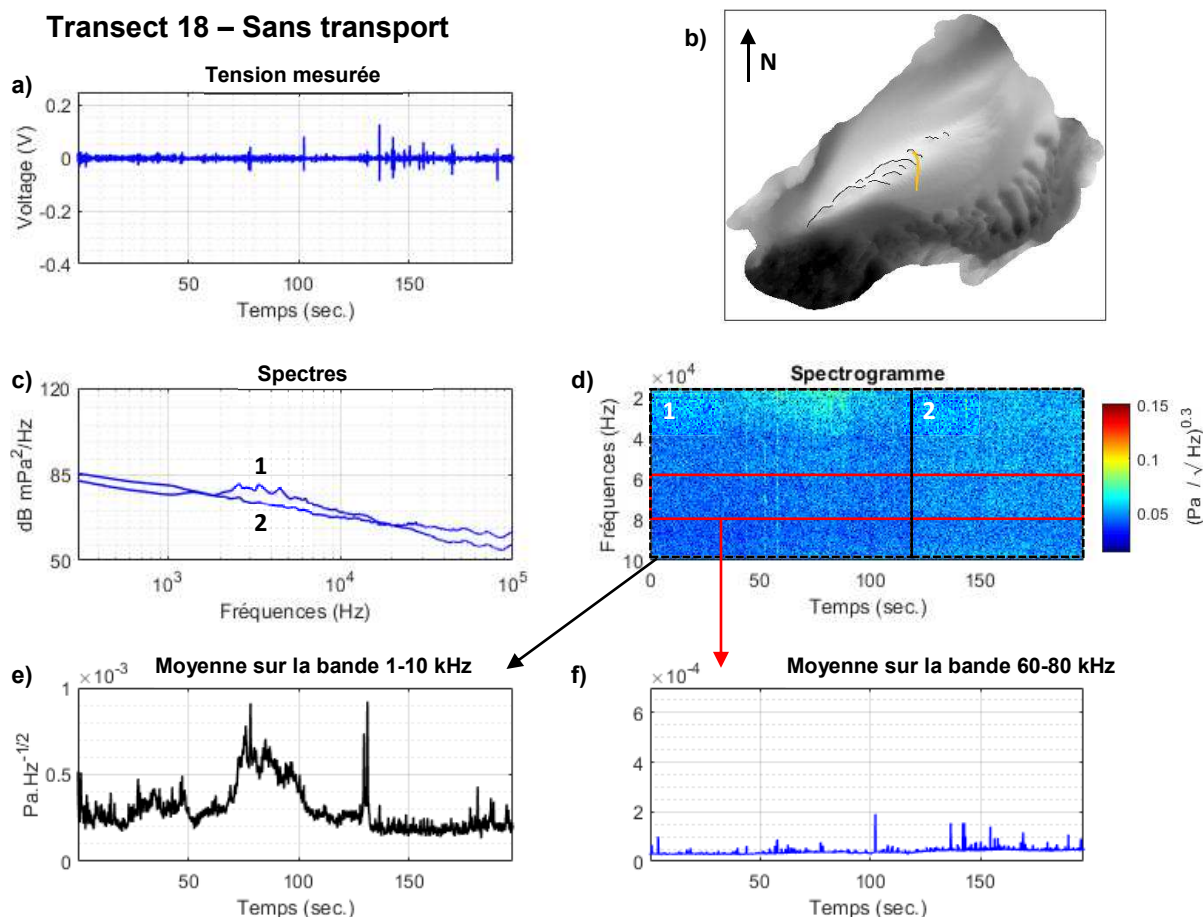 Transect 18 – Sans transport
a)
Tension mesurée
Voltage (V)
0.2
0
-0.2
-0.4
50
100
150
Temps (sec.)
b)
N
c)
Spectres
dB mPa²/Hz
120
85
50
1
2
10³
10⁴
10⁵
Fréquences (Hz)
d)
×10⁴
Spectrogramme
Fréquences (Hz)
2
4
6
8
10
1
2
0
50
100
150
Temps (sec.)
0.15
0.10
0.05
(Pa / √ Hz)^0.3
e)
×10⁻³
Moyenne sur la bande 1-10 kHz
Pa.Hz⁻¹/²
1
0.5
0
50
100
150
Temps (sec.)
f)
×10⁻⁴
Moyenne sur la bande 60-80 kHz
6
4
2
0
50
100
150
Temps (sec.)